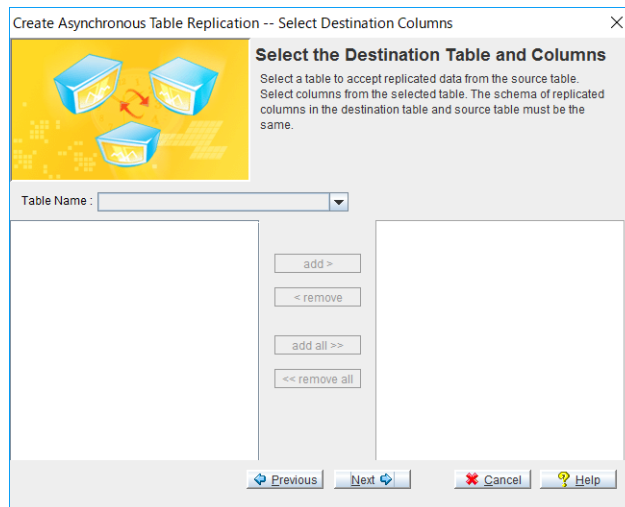 Create Asynchronous Table Replication -- Select Destination Columns
Select the Destination Table and Columns
Select a table to accept replicated data from the source table.
Select columns from the selected table. The schema of replicated
columns in the destination table and source table must be the
same.
Table Name :
add >
< remove
add all >>
<< remove all
Previous
Next
Cancel
Help